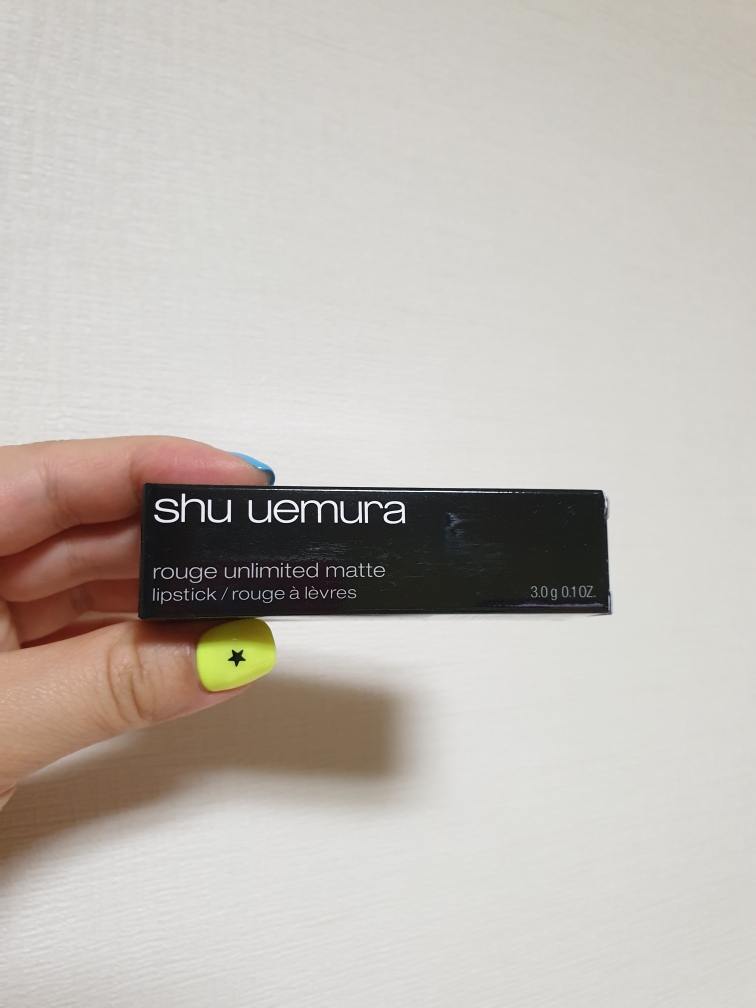 shu uemura
rouge unlimited matte
lipstick / rouge à lèvres
3.0 g 0.1 OZ.